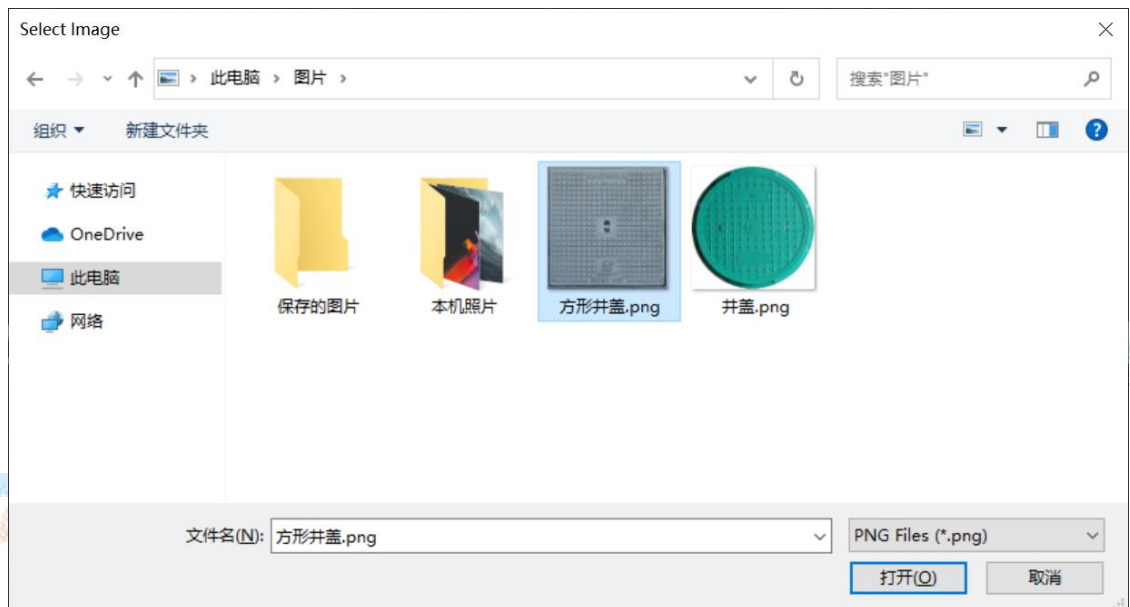 Select Image
此电脑 › 图片 ›
搜索"图片"
组织
新建文件夹
快速访问
OneDrive
此电脑
网络
保存的图片
本机照片
方形井盖.png
井盖.png
文件名(N):
方形井盖.png
PNG Files (*.png)
打开(O)
取消